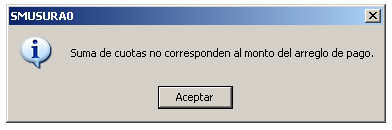 SMUSURA0
Suma de cuotas no corresponden al monto del arreglo de pago.
Aceptar